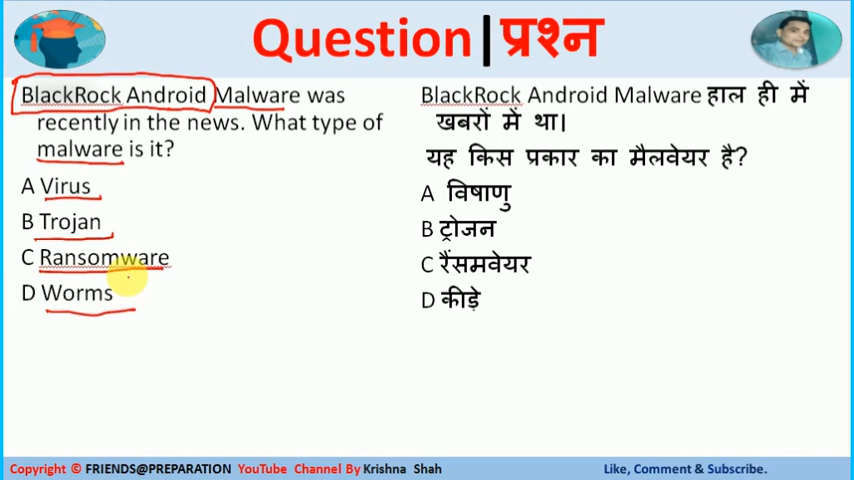 Question|प्रश्न
BlackRock Android Malware was
recently in the news. What type of
malware is it?
A Virus
B Trojan
C Ransomware
D Worms
BlackRock Android Malware हाल ही में
खबरों में था।
यह किस प्रकार का मैलवेयर है?
A विषाणु
B ट्रोजन
C रैंसमवेयर
D कीड़े
Copyright © FRIENDS@PREPARATION YouTube Channel By Krishna Shah
Like, Comment & Subscribe.